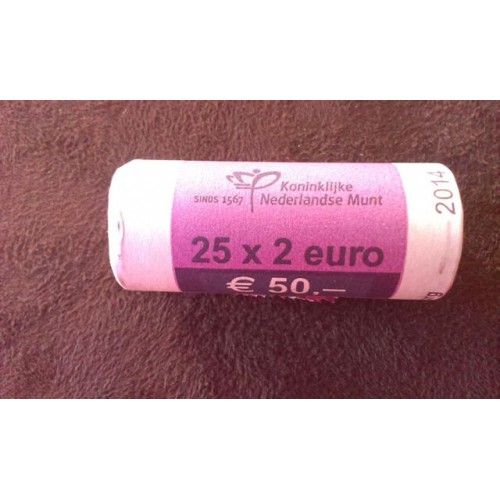 Koninklijke
SINDS 1567 Nederlandse Munt
25 x 2 euro
€ 50.–
2014